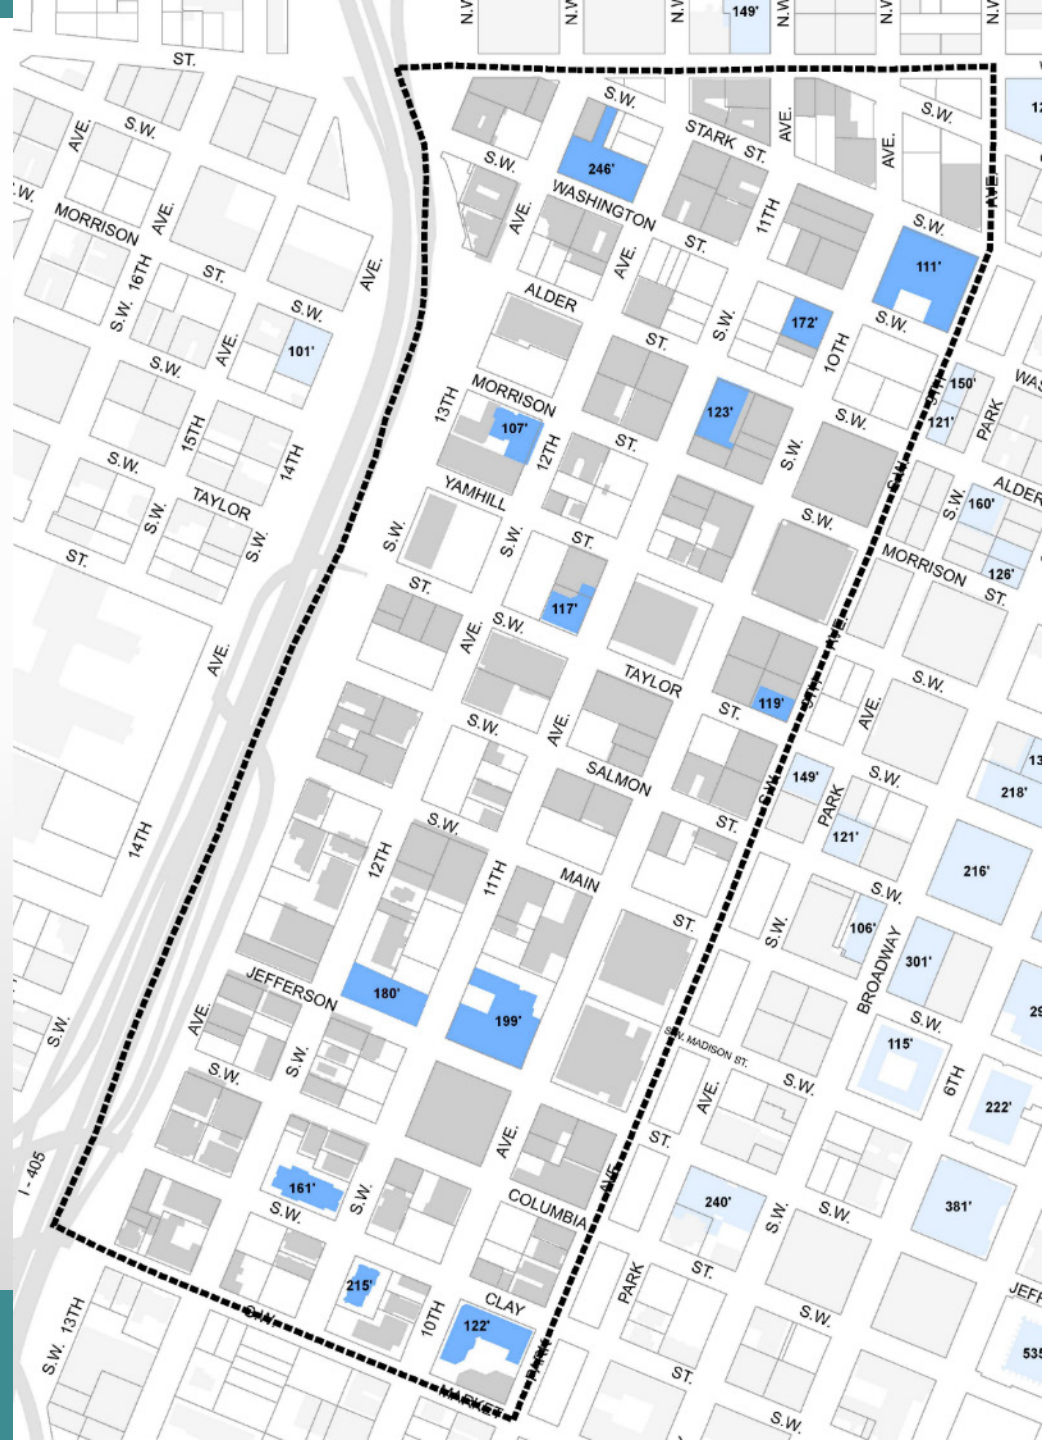 N.W.
N.W.
149'
N.W.
N.W.
N.W.
ST.
S.W.
AVE.
S.W.
STARK ST.
AVE.
S.W.
AVE.
S.W.
246'
AVE.
MORRISON
AVE.
WASHINGTON
ST.
11TH
S.W.
S.W. 16TH
ST.
AVE.
AVE.
AVE.
111'
S.W.
ALDER
S.W.
172'
S.W.
101'
AVE.
ST.
10TH
S.W.
MORRISON
150'
13TH
107'
123'
S.W.
121'
PARK
15TH
14TH
12TH
ST.
S.W.
S.W.
S.W.
YAMHILL
160'
ALDER
TAYLOR
S.W.
S.W.
S.W.
S.W.
S.W.
S.W.
ST.
MORRISON
ST.
ST.
126'
117'
S.W.
AVE.
AVE.
AVE.
TAYLOR
S.W.
119'
ST.
AVE.
S.W.
AVE.
SALMON
149'
S.W.
218'
S.W.
PARK
14TH
S.W.
ST.
121'
12TH
11TH
MAIN
216'
S.W.
ST.
S.W.
106'
BROADWAY
301'
JEFFERSON
180'
199'
AVE.
S.W.
S.W.
S.W.
S.W. MADISON ST.
115'
S.W.
S.W.
AVE.
6TH
222'
I - 405
AVE.
ST.
161'
S.W.
S.W.
COLUMBIA
AVE.
240'
S.W.
S.W.
381'
215'
ST.
PARK
CLAY
S.W. 13TH
S.W.
10TH
122'
S.W.
PARK
ST.
MARKET
S.W.